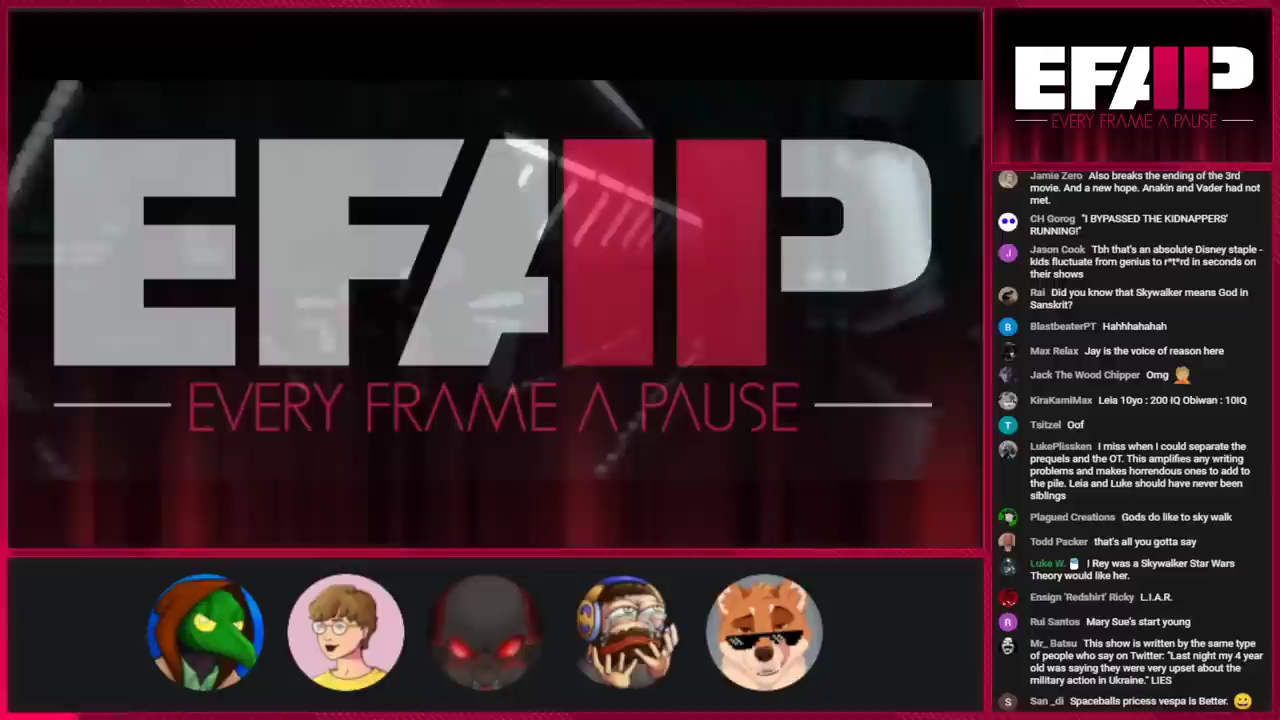 EFAP
EVERY FRAME A PAUSE
EFAP
EVERY FRAME A PAUSE
Jamie Zero Also breaks the ending of the 3rd
movie. And a new hope. Anakin and Vader had not
met.
CH Gorog "I BYPASSED THE KIDNAPPERS'
RUNNING!"
Jason Cook Tbh that's an absolute Disney staple -
kids fluctuate from genius to r*t*rd in seconds on
their shows
Rai Did you know that Skywalker means God in
Sanskrit?
BlastbeaterPT Hahhhahahah
Max Relax Jay is the voice of reason here
Jack The Wood Chipper Omg 🤦🏼
KiraKamiMax Leia 10yo : 200 IQ Obiwan : 10IQ
T
Tsitzel Oof
LukePlissken I miss when I could separate the
prequels and the OT. This amplifies any writing
problems and makes horrendous ones to add to
the pile. Leia and Luke should have never been
siblings
Plagued Creations Gods do like to sky walk
Todd Packer that's all you gotta say
Luke W. I Rey was a Skywalker Star Wars
Theory would like her.
Ensign 'Redshirt' Ricky L.I.A.R.
R
Rui Santos Mary Sue's start young
Mr_ Batsu This show is written by the same type
of people who say on Twitter: "Last night my 4 year
old was saying they were very upset about the
military action in Ukraine." LIES
S
San _di Spaceballs pricess vespa is Better. 😀
J
B